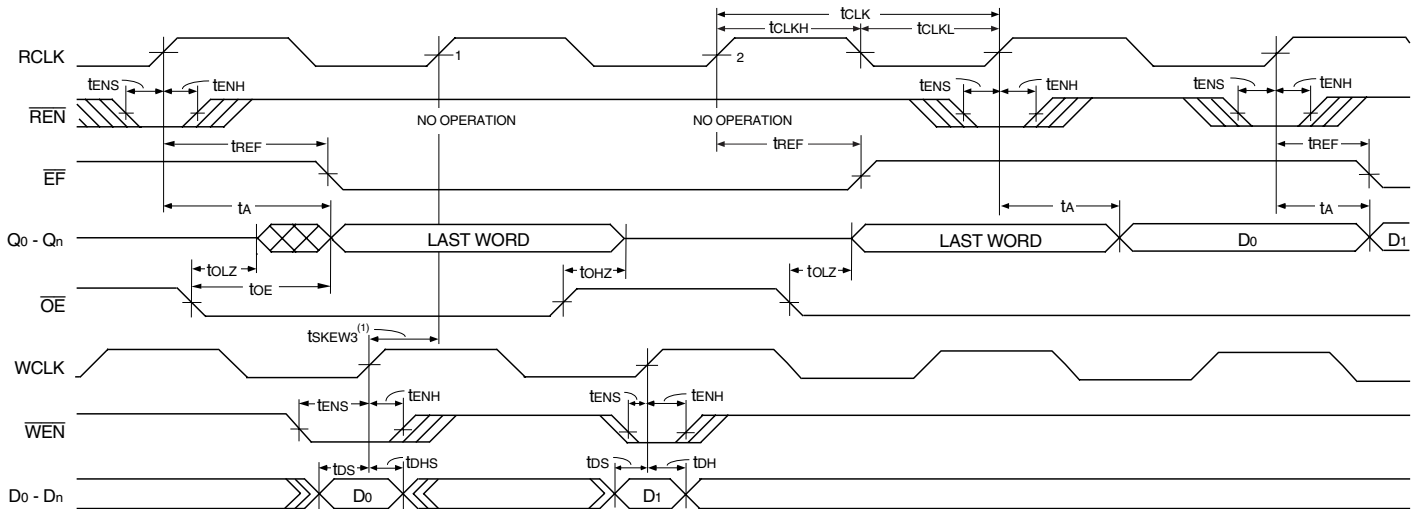 tCLK
tCLKH tCLKL
RCLK 1 2
tENS tENH tENS tENH tENS tENH
REN
NO OPERATION NO OPERATION
tREF tREF tREF
EF
tA tA tA
Q0 - Qn LAST WORD LAST WORD D0 D1
tOLZ tOHZ tOLZ
tOE
OE
tSKEW3(1)
WCLK
tENS tENH tENS tENH
WEN
tDS tDHS tDS tDH
D0 - Dn D0 D1